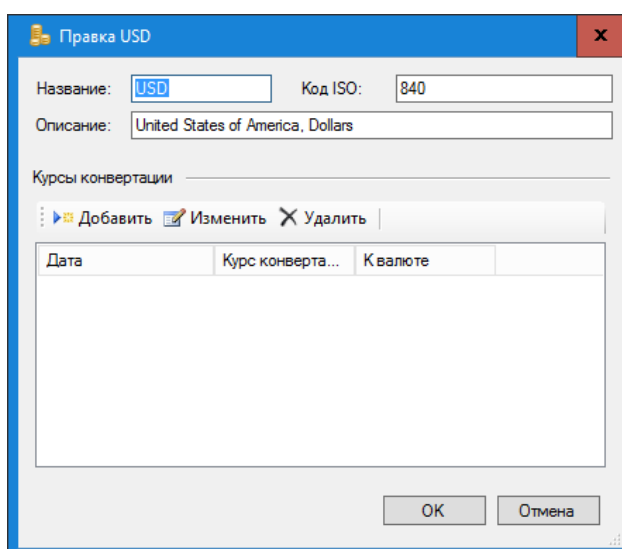 Правка USD
Название: USD Код ISO: 840
Описание: United States of America, Dollars
Курсы конвертации
Добавить Изменить Удалить
Дата Курс конверта... К валюте
OK Отмена